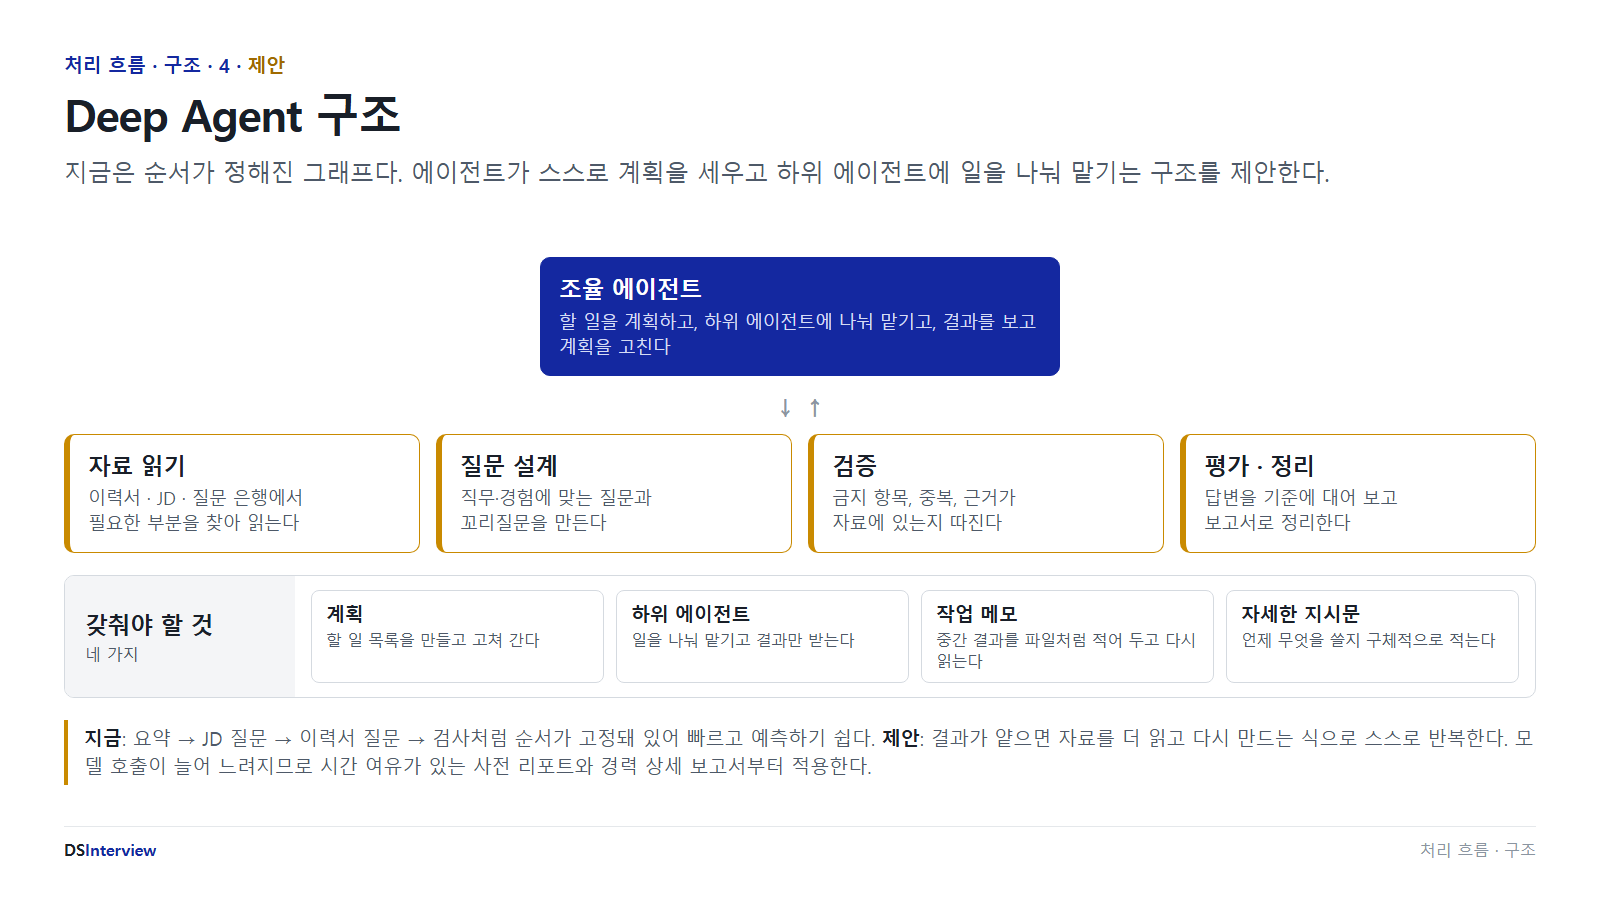 처리 흐름 · 구조 · 4 · 제안
Deep Agent 구조
지금은 순서가 정해진 그래프다. 에이전트가 스스로 계획을 세우고 하위 에이전트에 일을 나눠 맡기는 구조를 제안한다.
조율 에이전트
할 일을 계획하고, 하위 에이전트에 나눠 맡기고, 결과를 보고
계획을 고친다
↓ ↑
자료 읽기
이력서 · JD · 질문 은행에서
필요한 부분을 찾아 읽는다
질문 설계
직무·경험에 맞는 질문과
꼬리질문을 만든다
검증
금지 항목, 중복, 근거가
자료에 있는지 따진다
평가 · 정리
답변을 기준에 대어 보고
보고서로 정리한다
갖춰야 할 것
네 가지
계획
할 일 목록을 만들고 고쳐 간다
하위 에이전트
일을 나눠 맡기고 결과만 받는다
작업 메모
중간 결과를 파일처럼 적어 두고 다시
읽는다
자세한 지시문
언제 무엇을 쓸지 구체적으로 적는다
지금: 요약 → JD 질문 → 이력서 질문 → 검사처럼 순서가 고정돼 있어 빠르고 예측하기 쉽다. 제안: 결과가 얕으면 자료를 더 읽고 다시 만드는 식으로 스스로 반복한다. 모
델 호출이 늘어 느려지므로 시간 여유가 있는 사전 리포트와 경력 상세 보고서부터 적용한다.
DSInterview
처리 흐름 · 구조